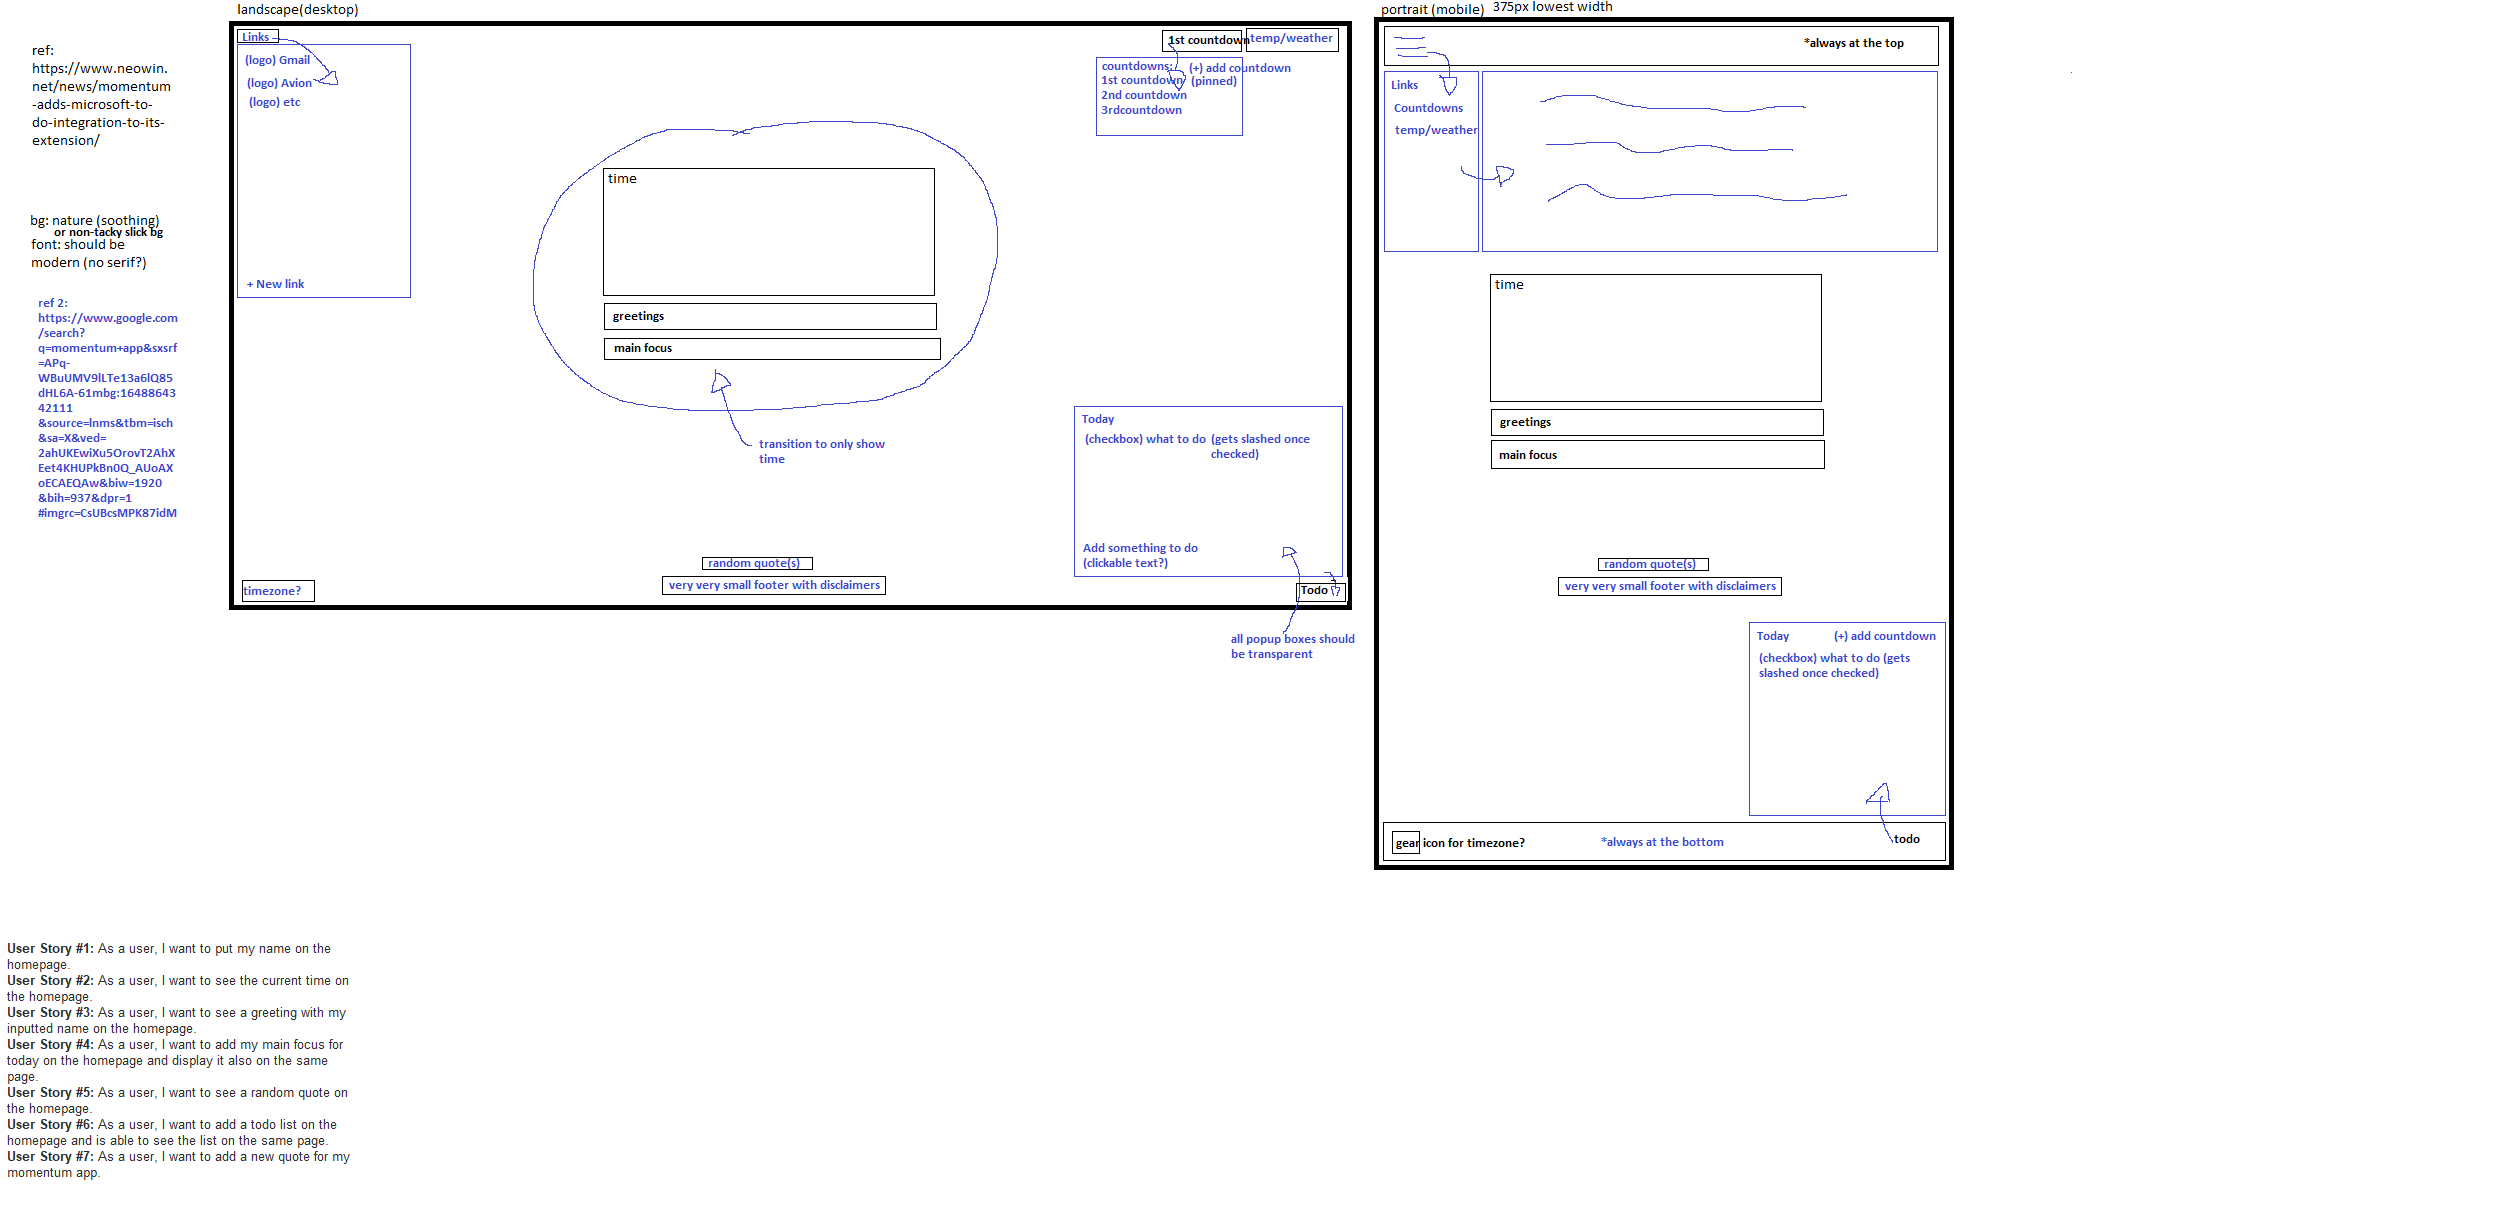 landscape(desktop)
portrait (mobile)
375px lowest width
ref:
https://www.neowin.
net/news/momentum
-adds-microsoft-to-
do-integration-to-its-
extension/
bg: nature (soothing)
or non-tacky slick bg
font: should be
modern (no serif?)
ref 2:
https://www.google.com
/search?
q=momentum+app&sxsrf
=APq-
WBuUMV9lLTe13a6lQ85
dHL6A-61mbg:16488643
42111
&source=lnms&tbm=isch
&sa=X&ved=
2ahUKEwiXu5OrovT2AhX
Eet4KHUPkBn0Q_AUoAX
oECAEQAw&biw=1920
&bih=937&dpr=1
#imgrc=CsUBcsMPK87idM
Links
(logo) Gmail
(logo) Avion
(logo) etc
+ New link
1st countdown
temp/weather
countdowns:
(+) add countdown
1st countdown
(pinned)
2nd countdown
3rdcountdown
time
greetings
main focus
transition to only show
time
Today
(checkbox) what to do
(gets slashed once
checked)
Add something to do
(clickable text?)
random quote(s)
very very small footer with disclaimers
timezone?
Todo
all popup boxes should
be transparent
*always at the top
Links
Countdowns
temp/weather
time
greetings
main focus
random quote(s)
very very small footer with disclaimers
Today
(+) add countdown
(checkbox) what to do (gets
slashed once checked)
gear icon for timezone?
*always at the bottom
todo
User Story #1: As a user, I want to put my name on the
homepage.
User Story #2: As a user, I want to see the current time on
the homepage.
User Story #3: As a user, I want to see a greeting with my
inputted name on the homepage.
User Story #4: As a user, I want to add my main focus for
today on the homepage and display it also on the same
page.
User Story #5: As a user, I want to see a random quote on
the homepage.
User Story #6: As a user, I want to add a todo list on the
homepage and is able to see the list on the same page.
User Story #7: As a user, I want to add a new quote for my
momentum app.